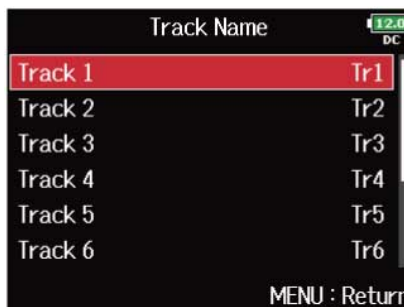 Track Name
12.0
DC
Track 1 Tr1
Track 2 Tr2
Track 3 Tr3
Track 4 Tr4
Track 5 Tr5
Track 6 Tr6
MENU : Return